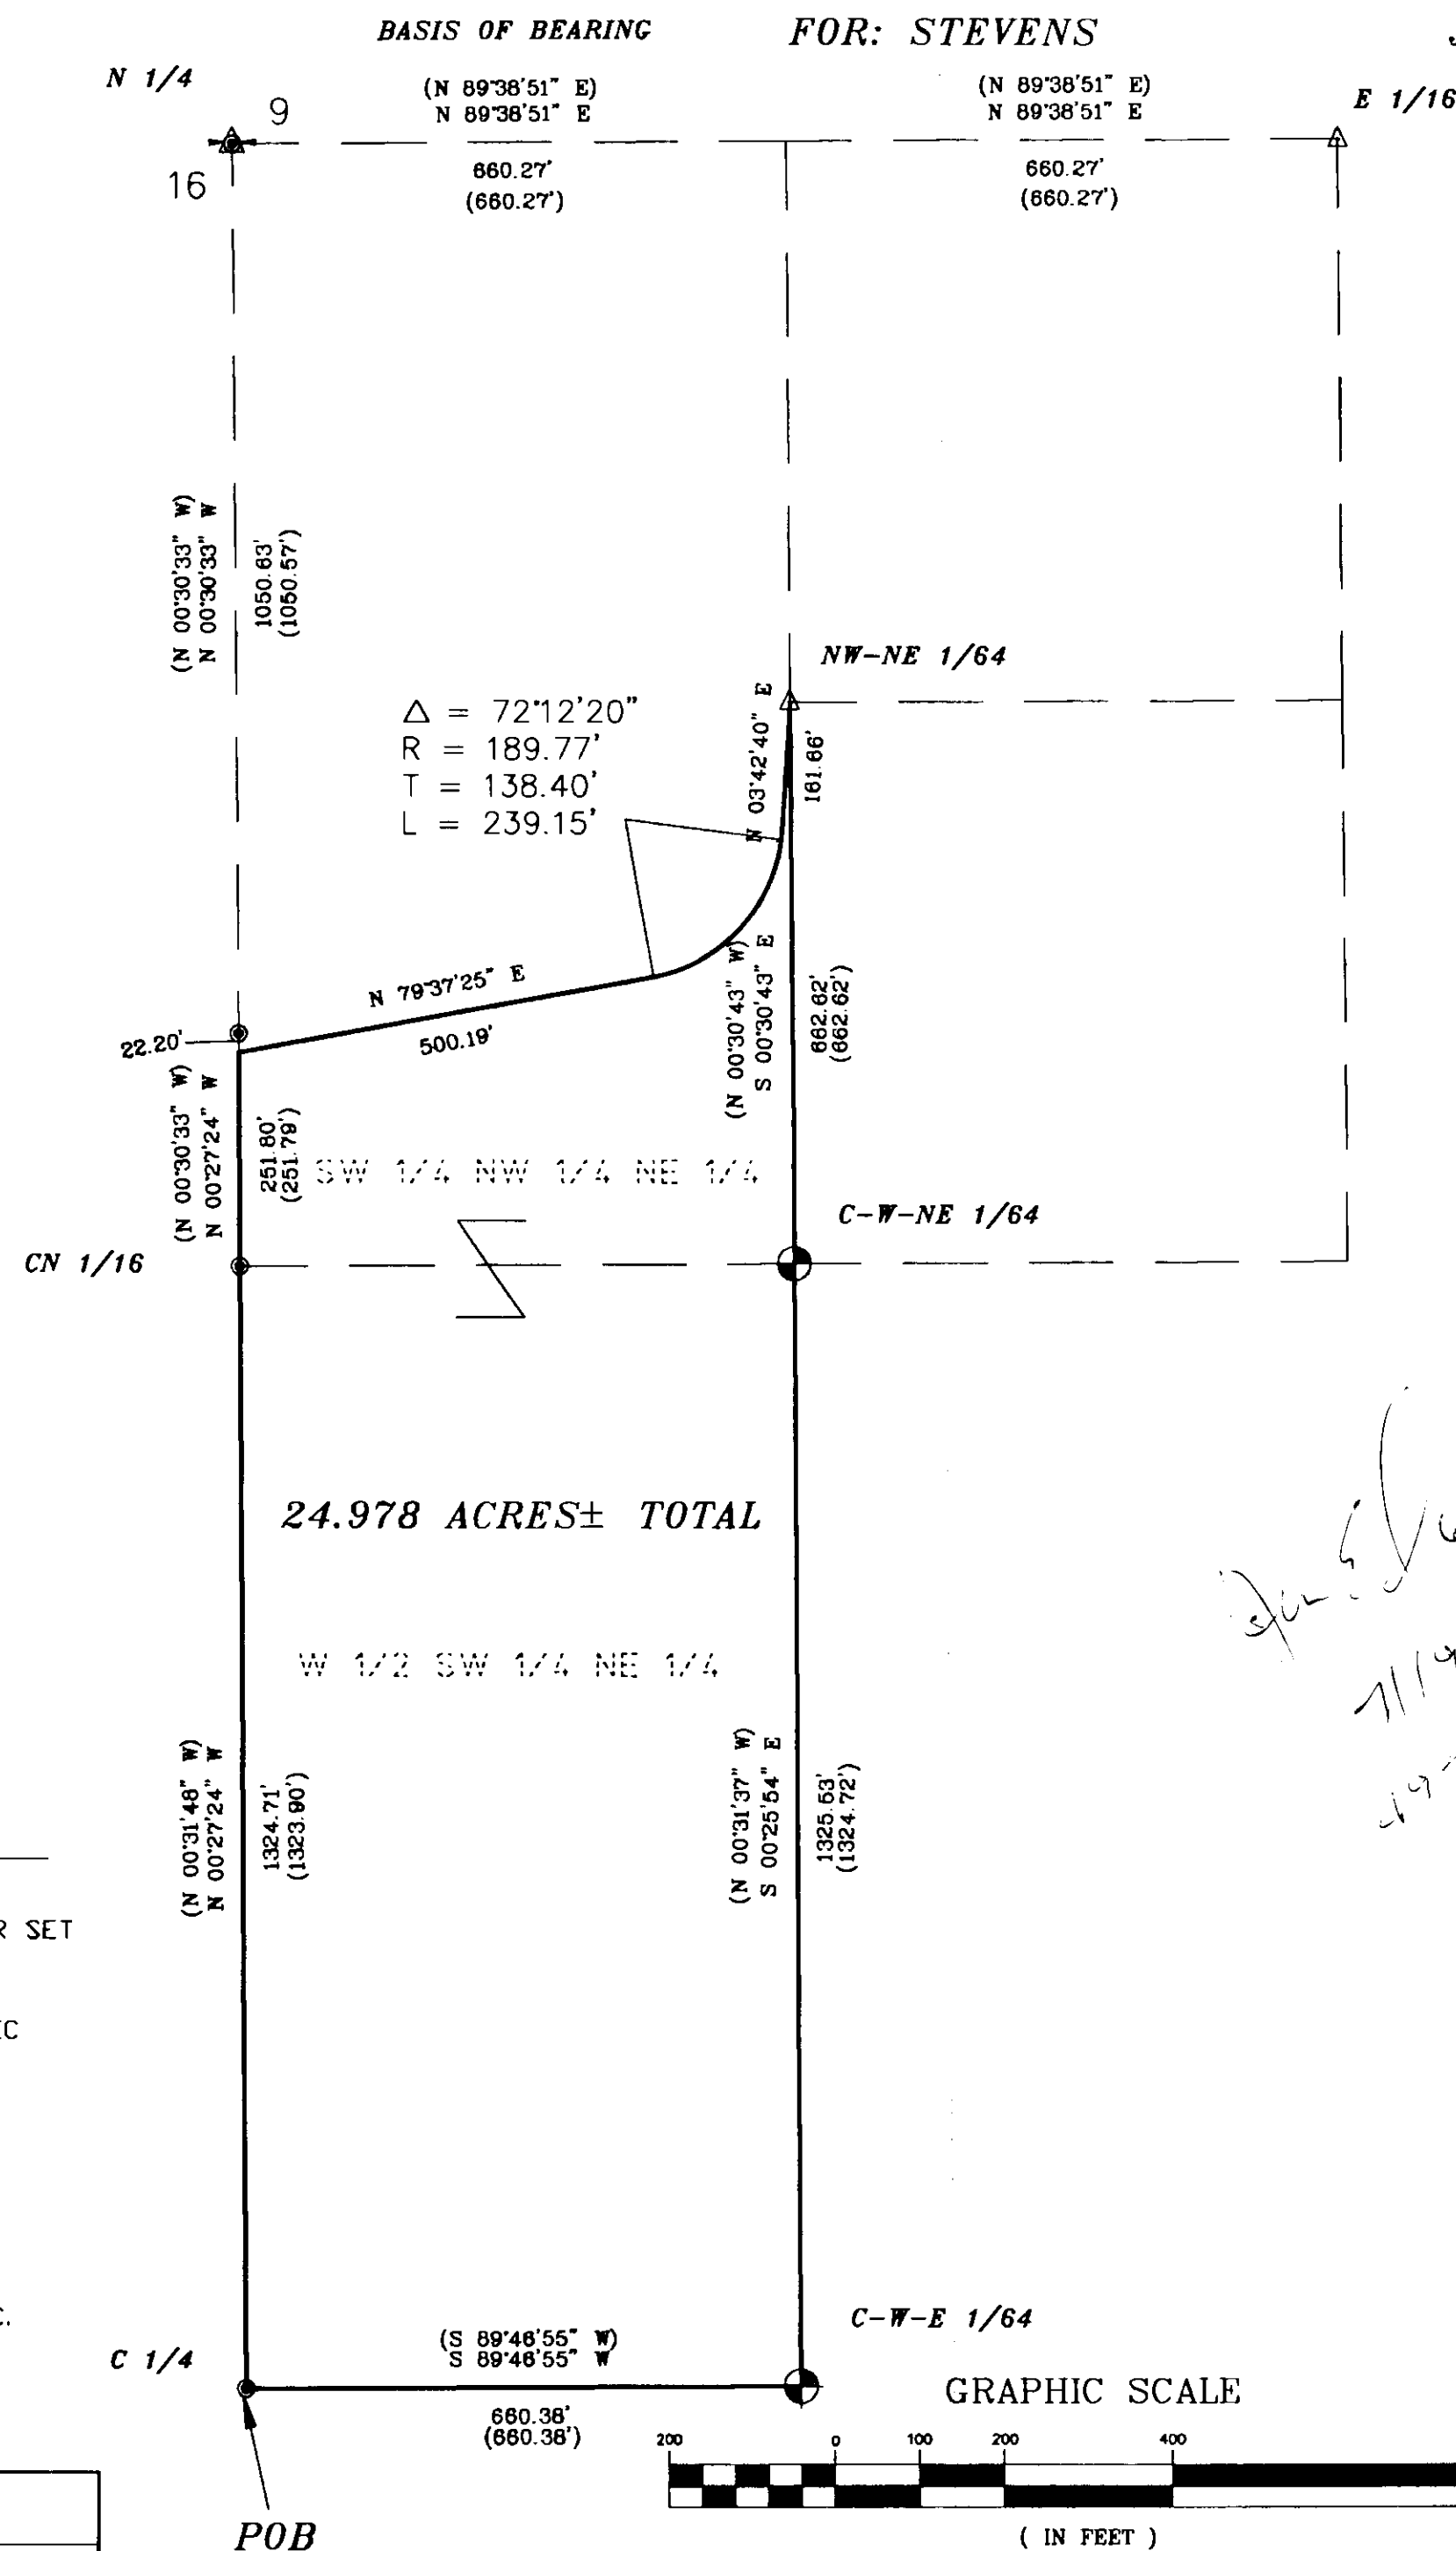 BASIS OF BEARING
FOR: STEVENS
N 1/4
(N 89°38'51" E)
N 89°38'51" E
(N 89°38'51" E)
N 89°38'51" E
E 1/16
9
16
660.27'
(660.27')
660.27'
(660.27')
(N 00°30'33" W)
N 00°30'33" W
1050.63'
(1050.57')
NW-NE 1/64
Δ = 72°12'20"
R = 189.77'
T = 138.40'
L = 239.15'
N 03°42'40" E
161.66'
N 79°37'25" E
500.19'
(N 00°30'43" W)
S 00°30'43" E
662.62'
(662.62')
22.20'
(N 00°30'33" W)
N 00°27'24" W
251.80'
(251.79')
SW 1/4 NW 1/4 NE 1/4
C-W-NE 1/64
CN 1/16
24.978 ACRES± TOTAL
W 1/2 SW 1/4 NE 1/4
(N 00°31'48" W)
N 00°27'24" W
1324.71'
(1323.90')
(N 00°31'37" W)
S 00°25'54" E
1325.53'
(1324.72')
R SET
C-W-E 1/64
C 1/4
(S 89°46'55" W)
S 89°46'55" W
660.38'
(660.38')
GRAPHIC SCALE
200 0 100 200 400
( IN FEET )
POB